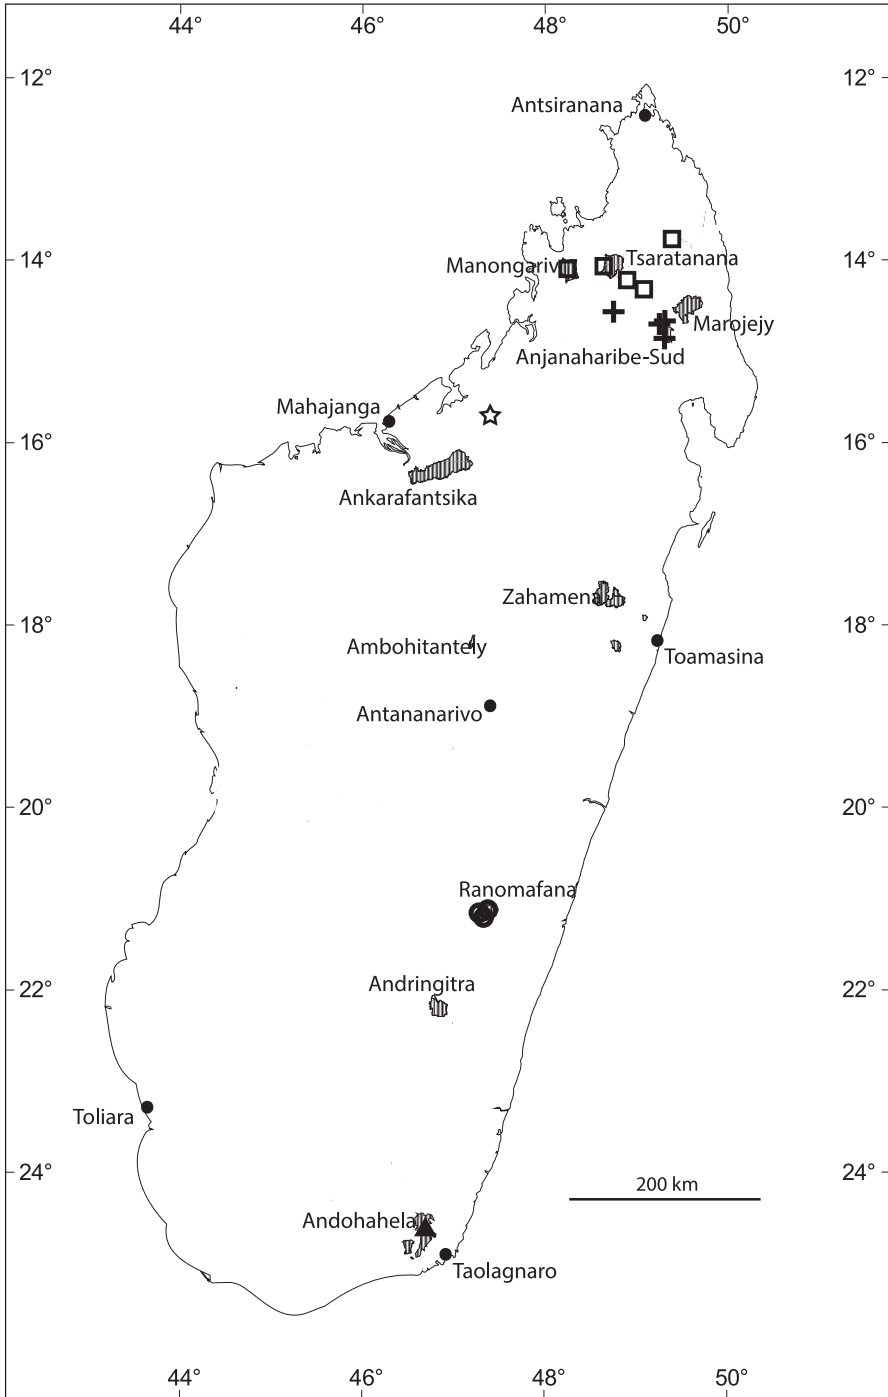 44° 46° 48° 50°
12° 12°
Antsiranana
14° 14°
Manongarivo
Tsaratanana
Marojejy
Anjanaharibe-Sud
Mahajanga
16° 16°
Ankarafantsika
Zahamena
18° 18°
Ambohitantely
Toamasina
Antananarivo
20° 20°
Ranomafana
Andringitra
22° 22°
Toliara
24° 24°
200 km
Andohahela
Taolagnaro
44° 46° 48° 50°